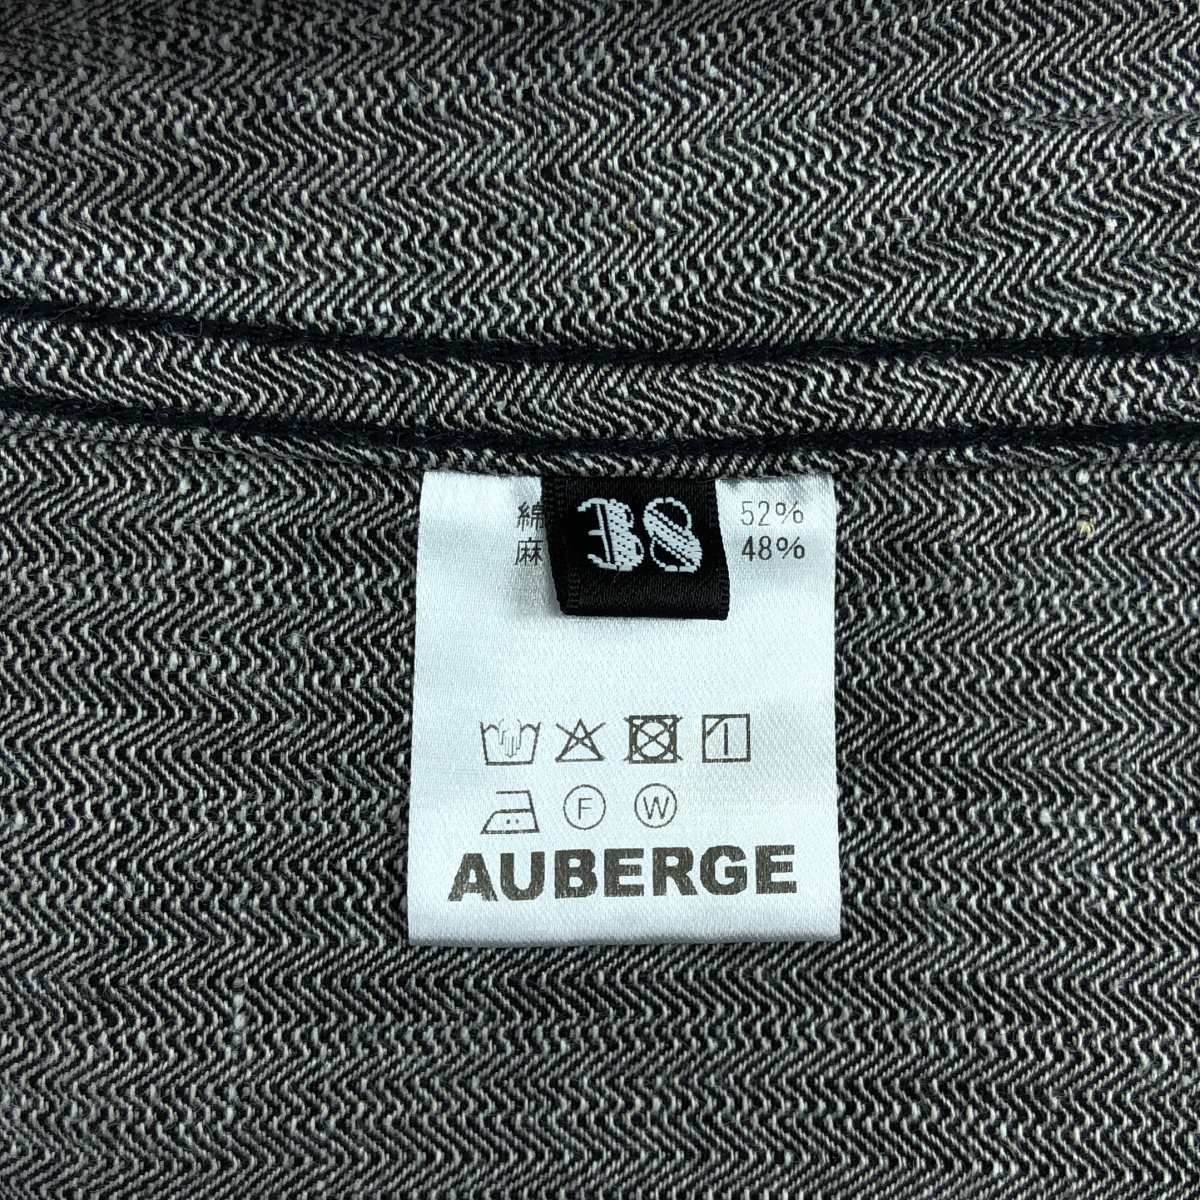 綿 52%
麻 48%
38
F W
AUBERGE